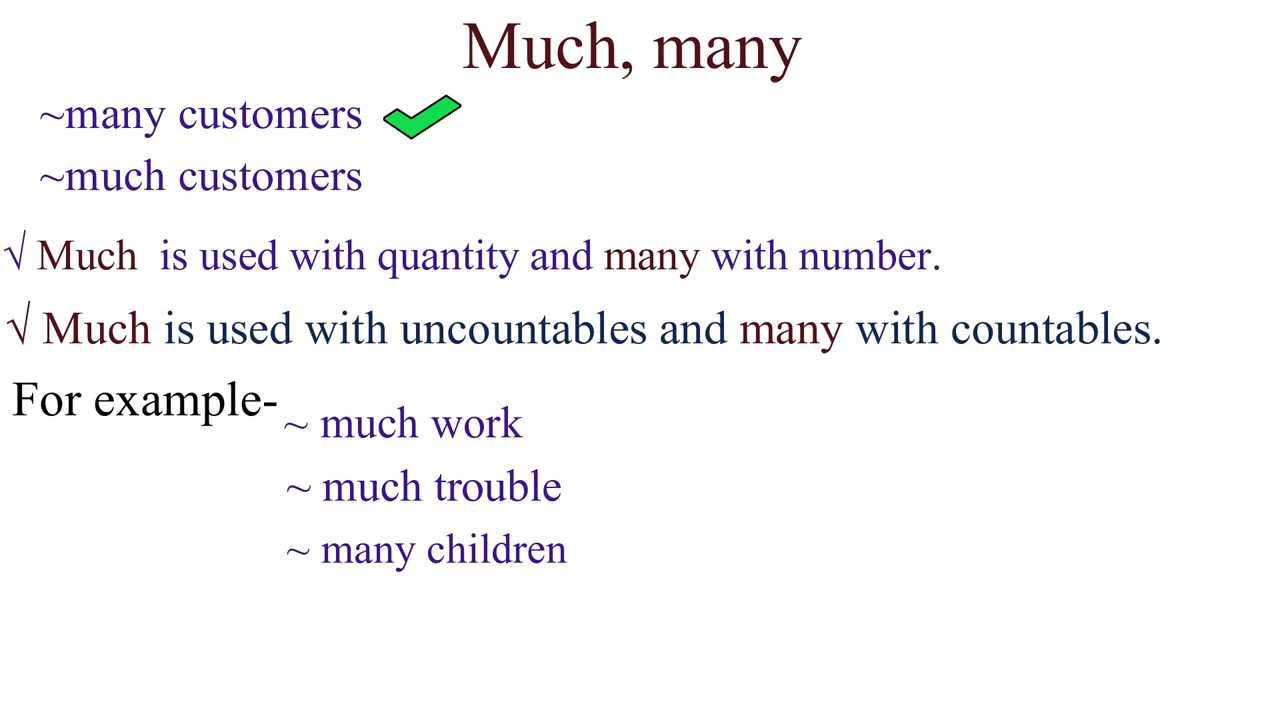 Much, many
~many customers
~much customers
√ Much is used with quantity and many with number.
√ Much is used with uncountables and many with countables.
For example-
~ much work
~ much trouble
~ many children